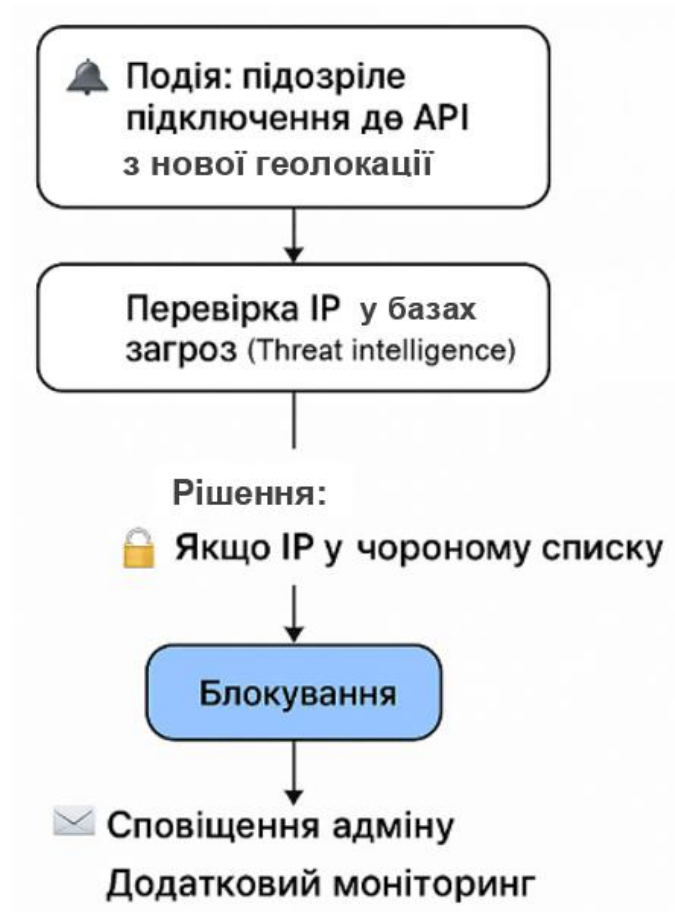 Подія: підозріле
підключення дө АРІ
з нової геолокації
Перевірка IP у базах
загроз (Threat intelligence)
Рішення:
Якщо IP у чороному списку
Блокування
Сповіщення адміну
Додатковий моніторинг